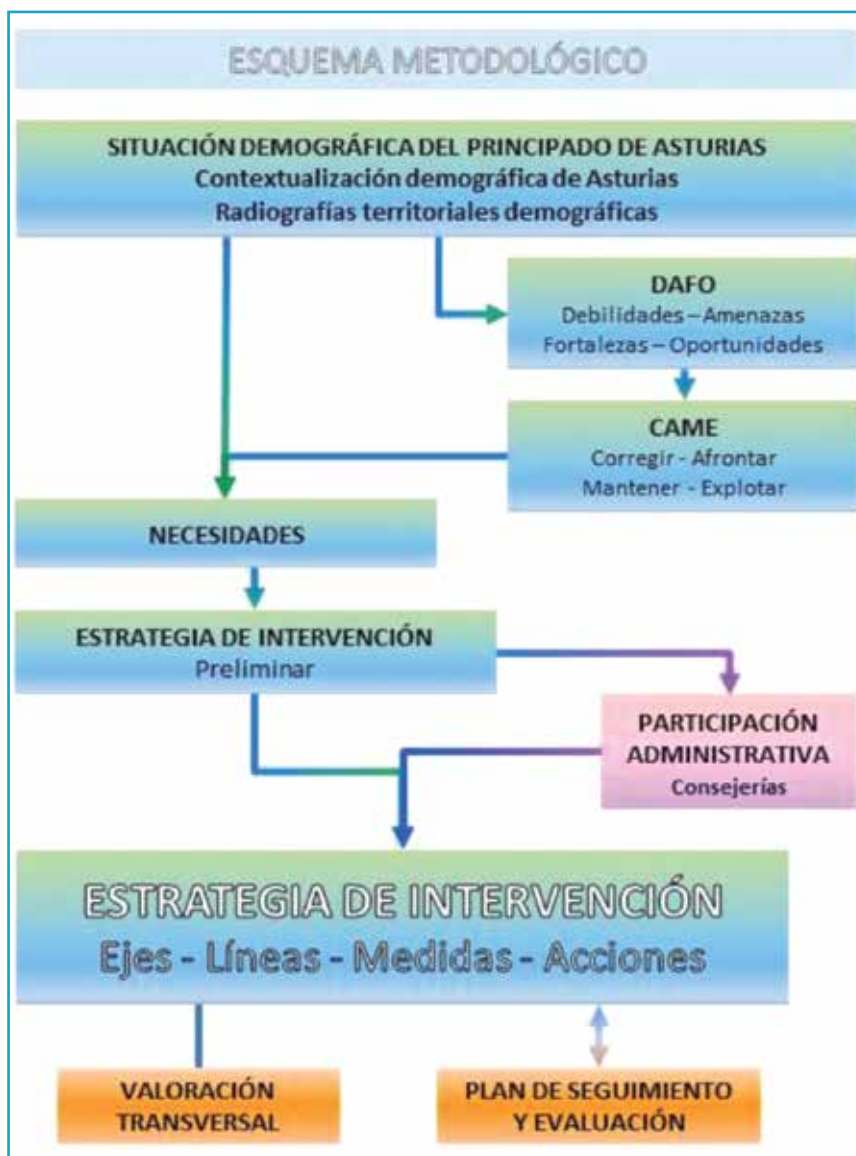 ESQUEMA METODOLÓGICO
SITUACIÓN DEMOGRÁFICA DEL PRINCIPADO DE ASTURIAS
Contextualización demográfica de Asturias
Radiografías territoriales demográficas
DAFO
Debilidades – Amenazas
Fortalezas – Oportunidades
CAME
Corregir - Afrontar
Mantener - Explotar
NECESIDADES
ESTRATEGIA DE INTERVENCIÓN
Preliminar
PARTICIPACIÓN
ADMINISTRATIVA
Consejerías
ESTRATEGIA DE INTERVENCIÓN
Ejes - Líneas - Medidas - Acciones
VALORACIÓN
TRANSVERSAL
PLAN DE SEGUIMIENTO
Y EVALUACIÓN